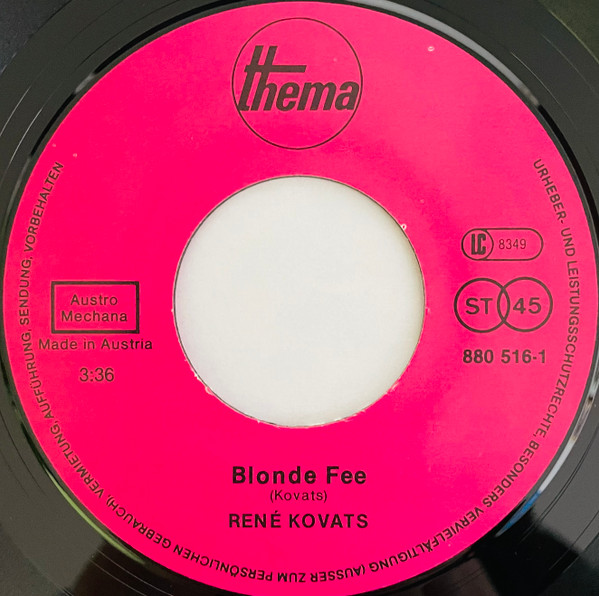 thema
URHEBER- UND LEISTUNGSSCHUTZRECHTE, BESONDERS VERVIELFÄLTIGUNG (AUSSER ZUM PERSÖNLICHEN GEBRAUCH), VERMIETUNG, AUFFÜHRUNG, SENDUNG, VORBEHALTEN
LC 8349
Austro
Mechana
Made in Austria
3:36
ST 45
880 516-1
Blonde Fee
(Kovats)
RENÉ KOVATS